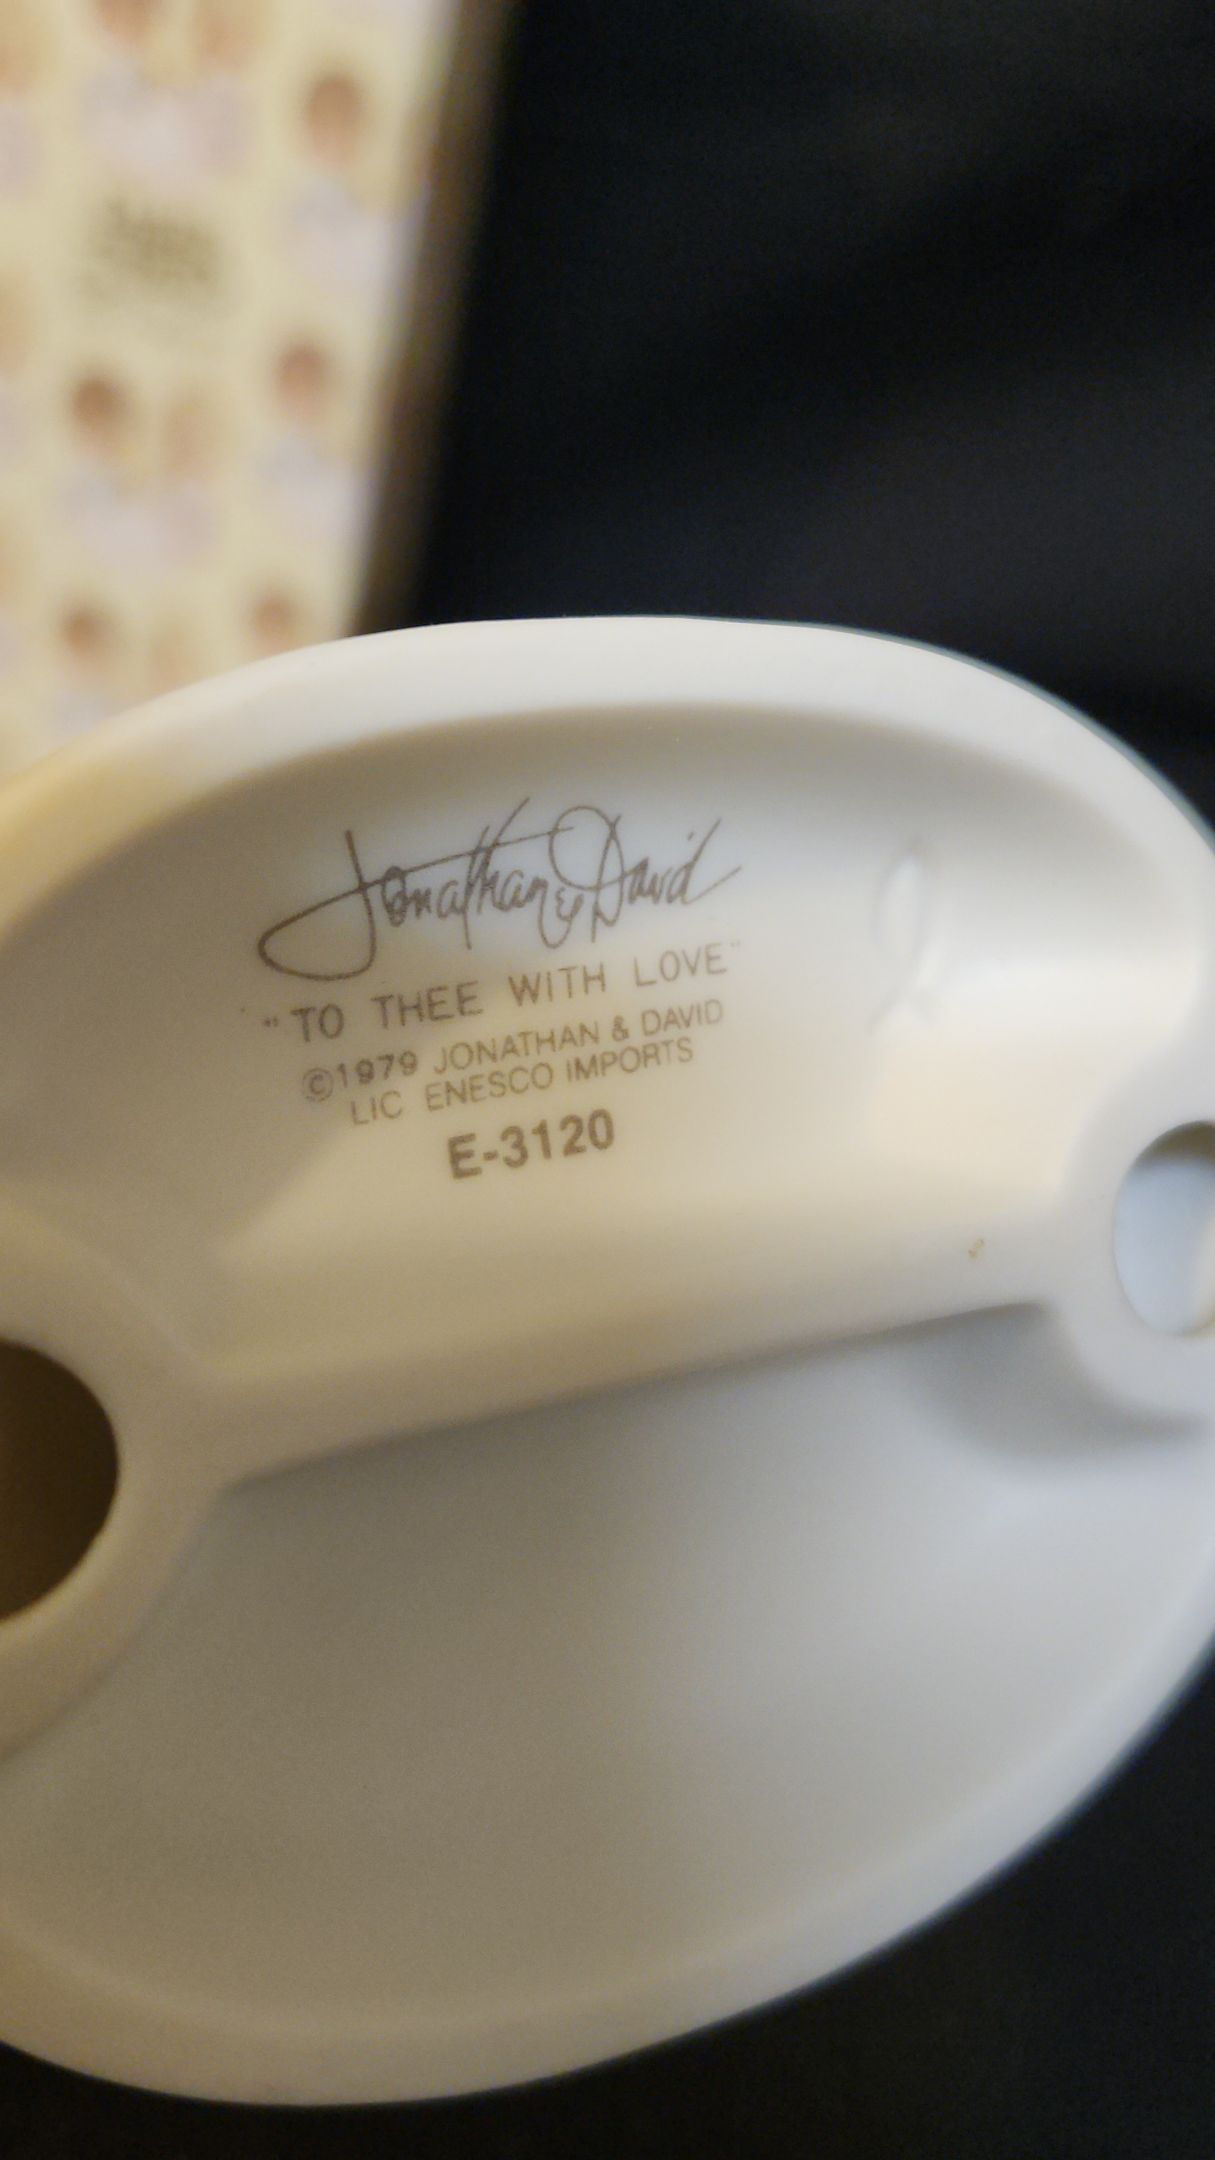 Jonathan & David
"TO THEE WITH LOVE"
©1979 JONATHAN & DAVID
LIC ENESCO IMPORTS
E-3120